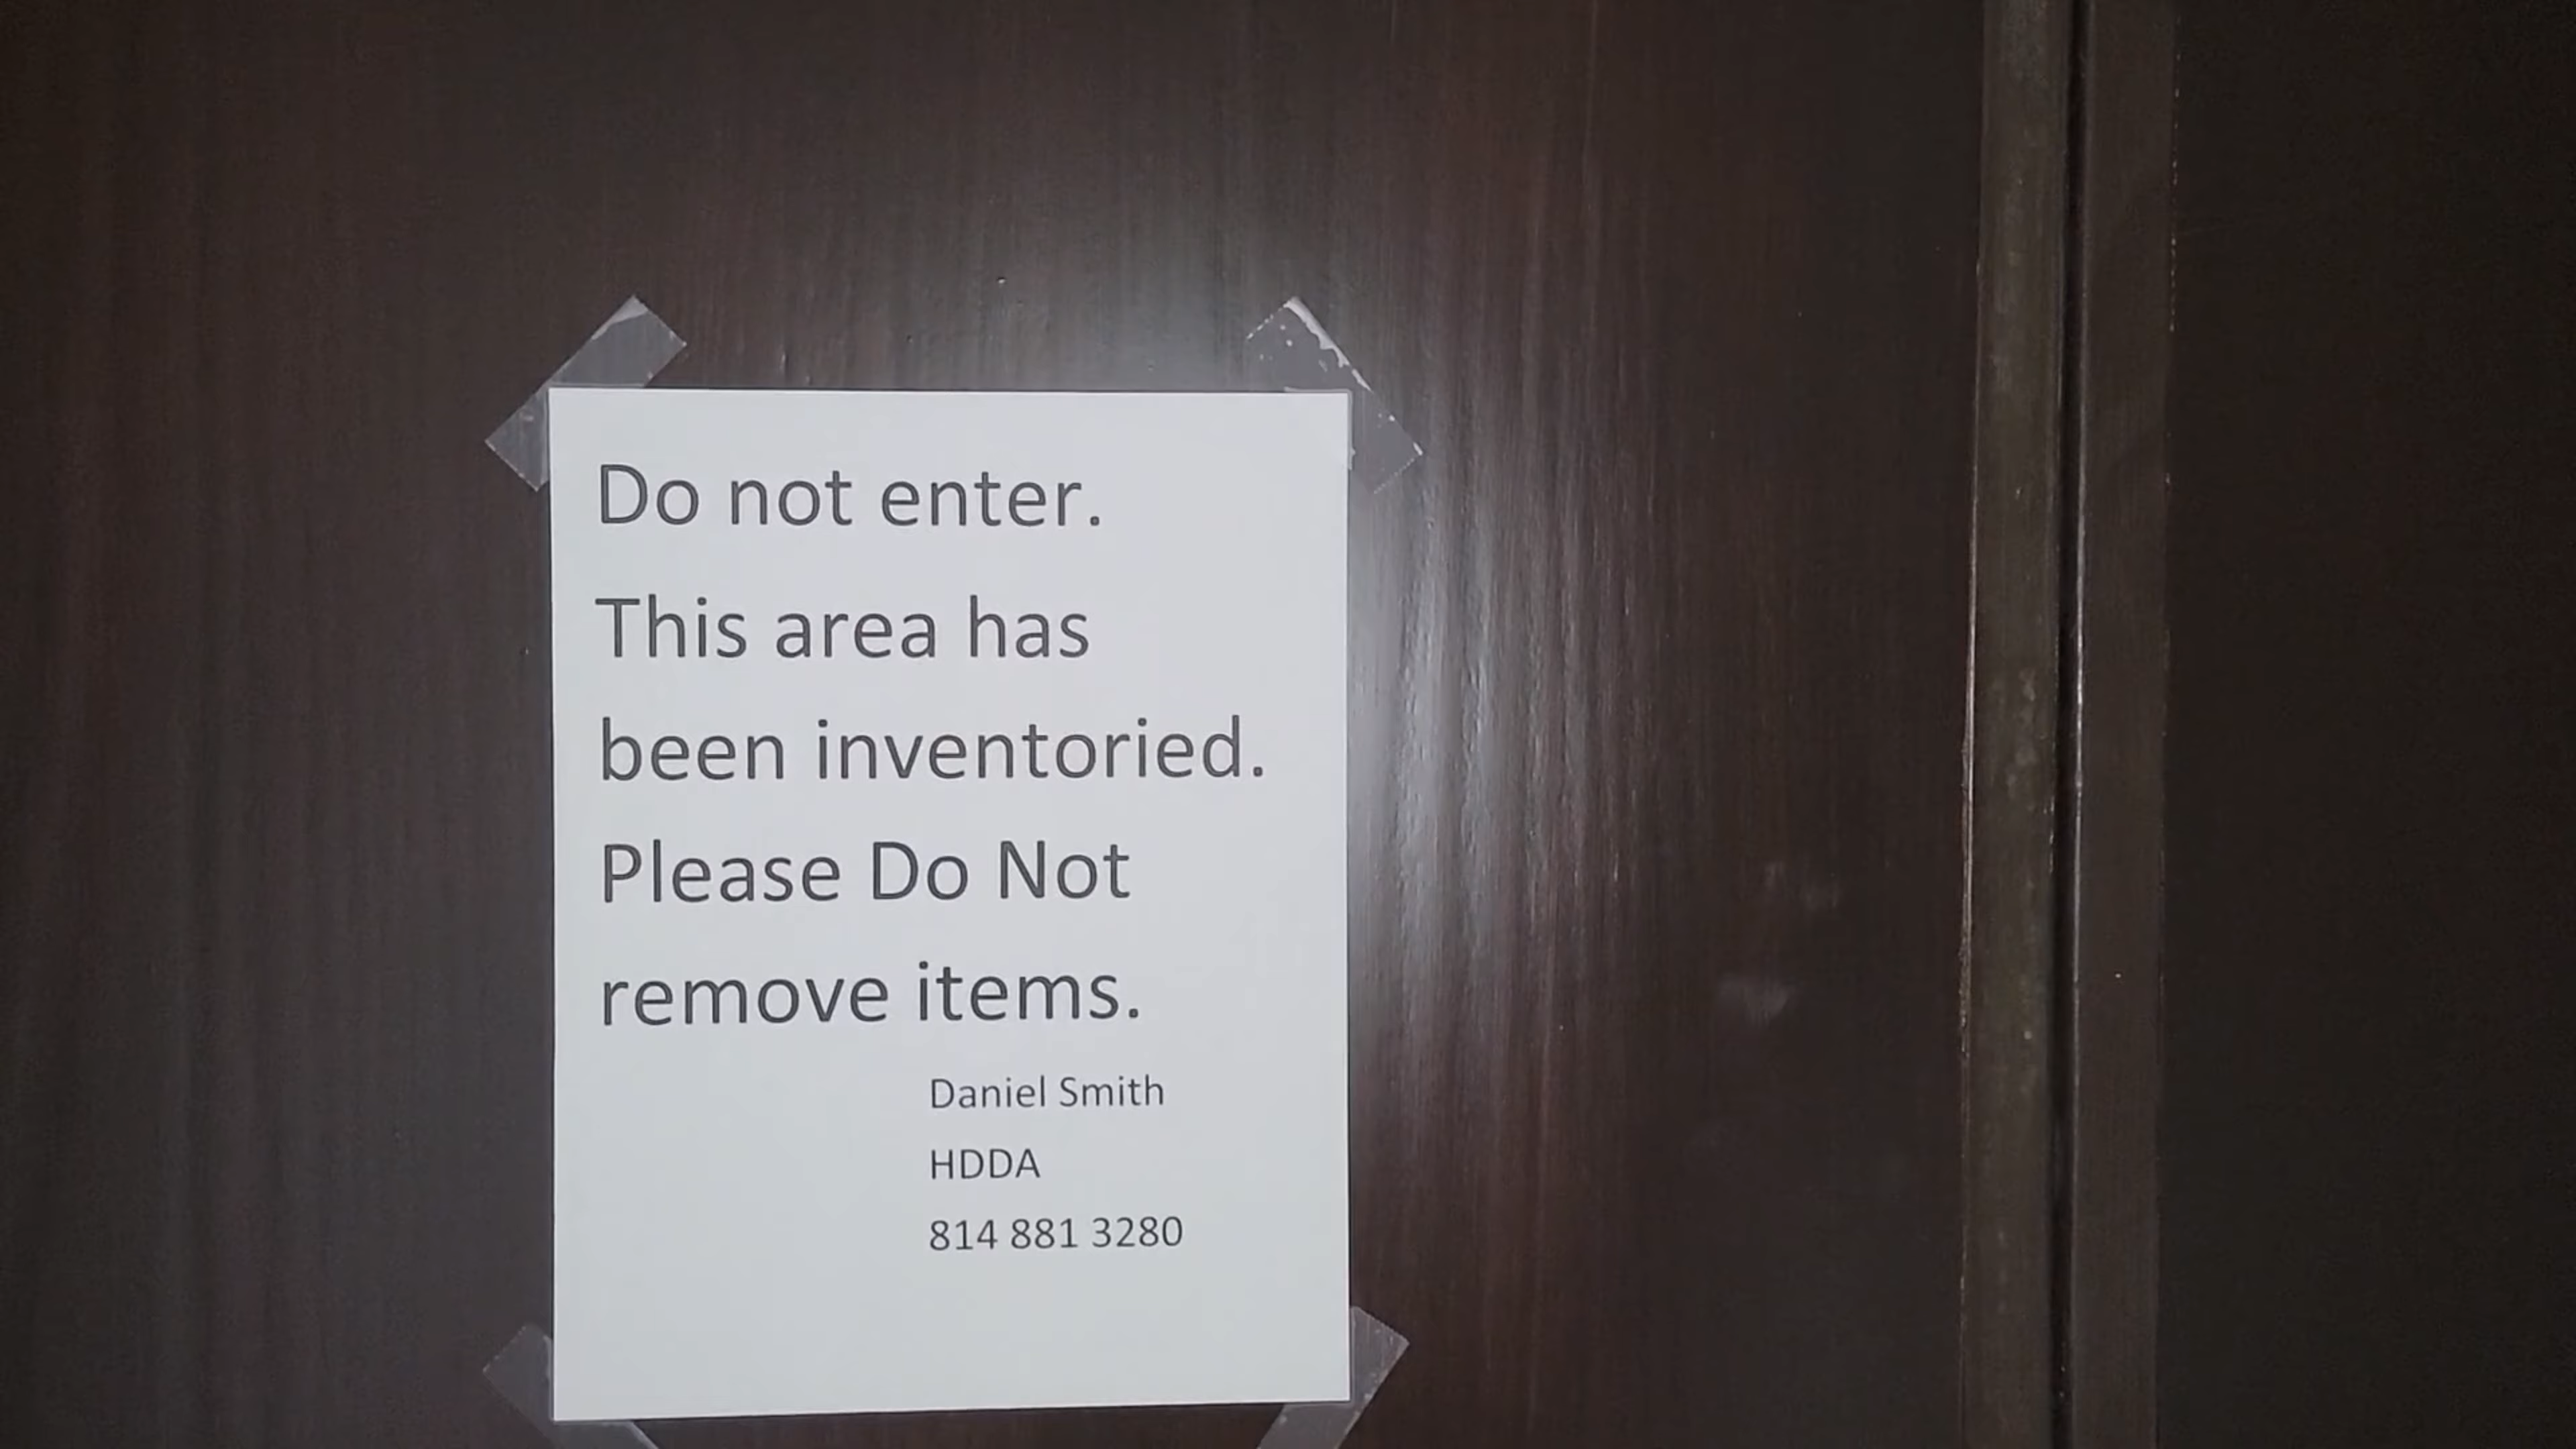 Do not enter.
This area has
been inventoried.
Please Do Not
remove items.
Daniel Smith
HDDA
814 881 3280